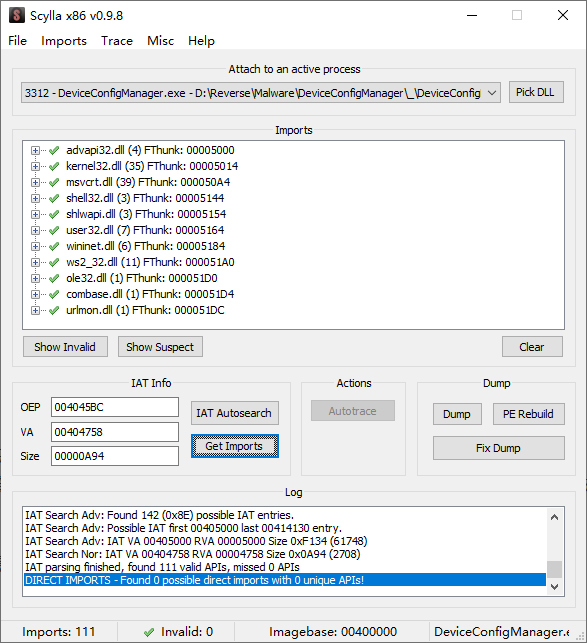 Scylla x86 v0.9.8
File Imports Trace Misc Help
Attach to an active process
3312 - DeviceConfigManager.exe - D:\Reverse\Malware\DeviceConfigManager\_\DeviceConfig
Pick DLL
Imports
advapi32.dll (4) FThunk: 00005000
kernel32.dll (35) FThunk: 00005014
msvcrt.dll (39) FThunk: 000050A4
shell32.dll (3) FThunk: 00005144
shlwapi.dll (3) FThunk: 00005154
user32.dll (7) FThunk: 00005164
wininet.dll (6) FThunk: 00005184
ws2_32.dll (11) FThunk: 000051A0
ole32.dll (1) FThunk: 000051D0
combase.dll (1) FThunk: 000051D4
urlmon.dll (1) FThunk: 000051DC
Show Invalid Show Suspect Clear
IAT Info
OEP 004045BC
VA 00404758
Size 00000A94
IAT Autosearch
Get Imports
Actions
Autotrace
Dump
Dump PE Rebuild
Fix Dump
Log
IAT Search Adv: Found 142 (0x8E) possible IAT entries.
IAT Search Adv: Possible IAT first 00405000 last 00414130 entry.
IAT Search Adv: IAT VA 00405000 RVA 00005000 Size 0xF134 (61748)
IAT Search Nor: IAT VA 00404758 RVA 00004758 Size 0x0A94 (2708)
IAT parsing finished, found 111 valid APIs, missed 0 APIs
DIRECT IMPORTS - Found 0 possible direct imports with 0 unique APIs!
Imports: 111 Invalid: 0 Imagebase: 00400000 DeviceConfigManager.e